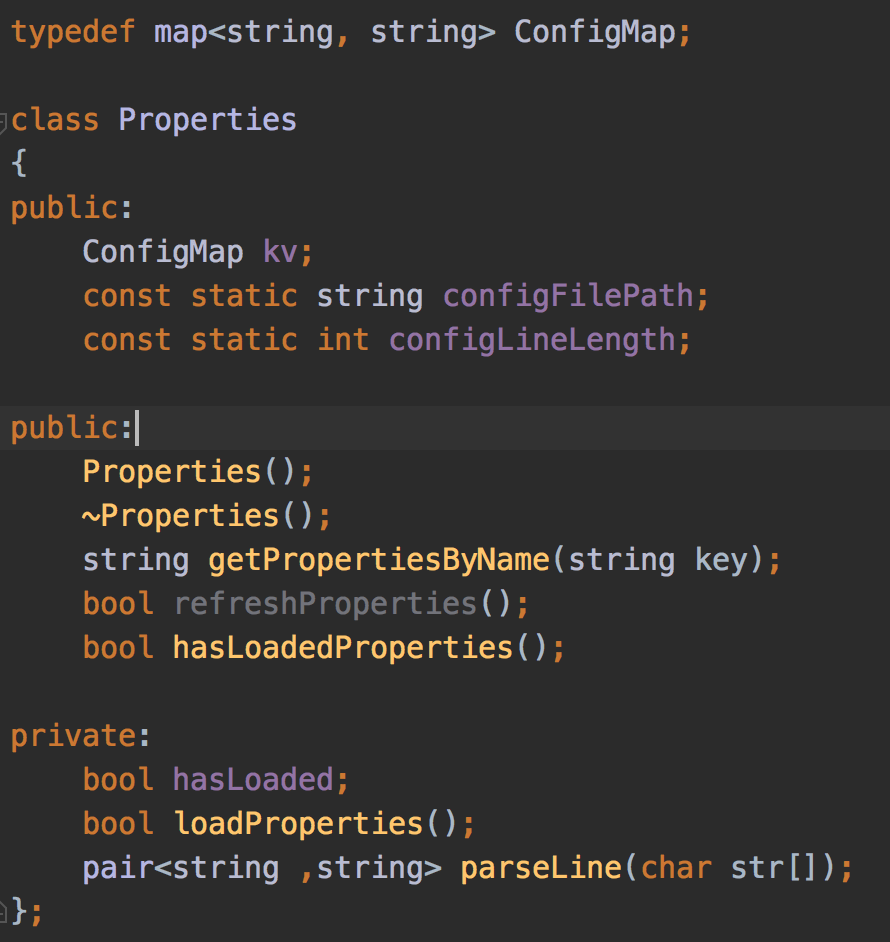 typedef map<string, string> ConfigMap;
class Properties
{
public:
ConfigMap kv;
const static string configFilePath;
const static int configLineLength;
public:
Properties();
~Properties();
string getPropertiesByName(string key);
bool refreshProperties();
bool hasLoadedProperties();
private:
bool hasLoaded;
bool loadProperties();
pair<string ,string> parseLine(char str[]);
};